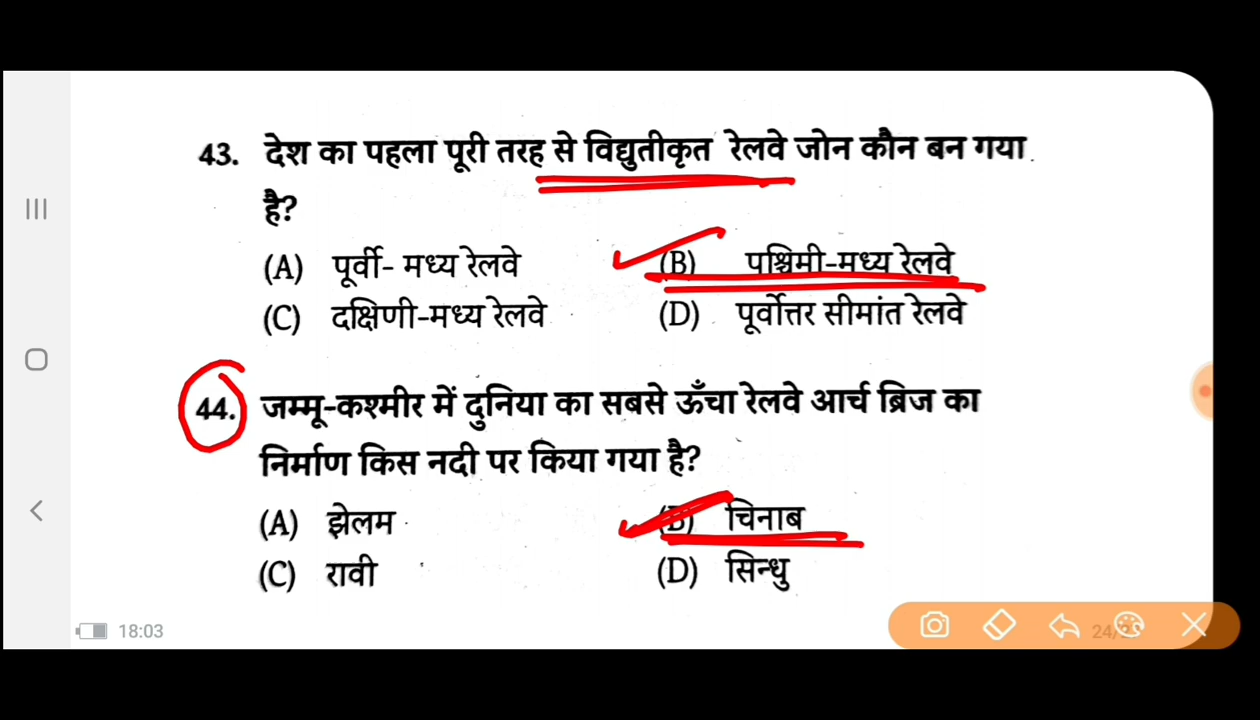 43. देश का पहला पूरी तरह से विद्युतीकृत रेलवे जोन कौन बन गया
है?
(A) पूर्वी- मध्य रेलवे (B) पश्चिमी-मध्य रेलवे
(C) दक्षिणी-मध्य रेलवे (D) पूर्वोत्तर सीमांत रेलवे
44. जम्मू-कश्मीर में दुनिया का सबसे ऊँचा रेलवे आर्च ब्रिज का
निर्माण किस नदी पर किया गया है?
(A) झेलम (B) चिनाब
(C) रावी (D) सिन्धु
18:03